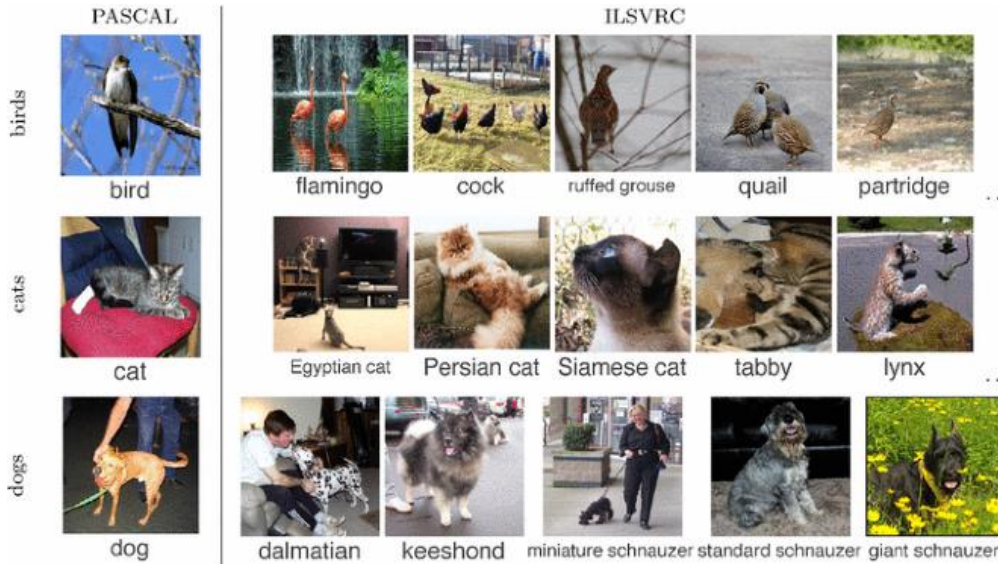 PASCAL
ILSVRC
birds
bird
flamingo
cock
ruffed grouse
quail
partridge
. .
cats
cat
Egyptian cat
Persian cat
Siamese cat
tabby
lynx
. .
dogs
dog
dalmatian
keeshond
miniature schnauzer
standard schnauzer
giant schnauzer